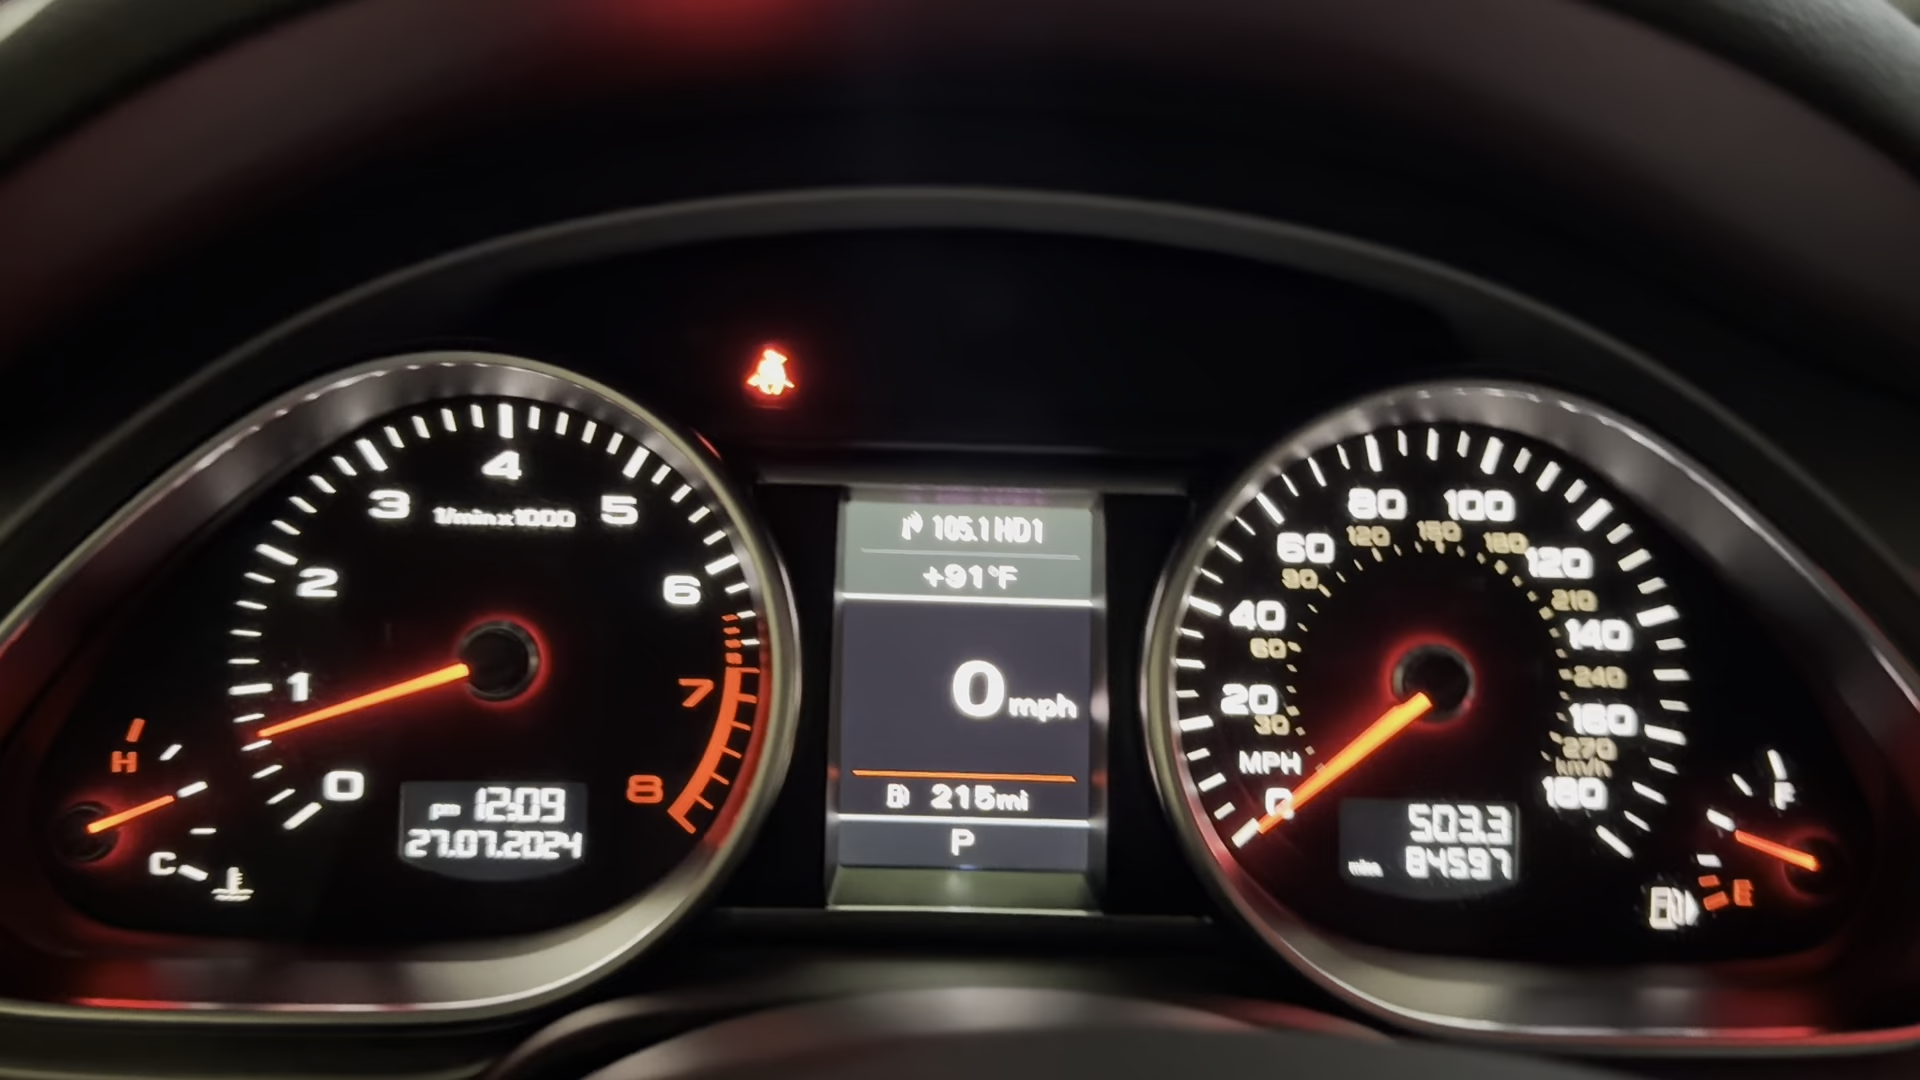 4
3
1/min x 1000
5
2
6
1
7
0
8
H
C
pm 12:09
27.07.2024
105.1 HD1
+91°F
0 mph
215mi
P
80
100
60
120
150
180
120
90
40
210
140
60
240
20
30
160
270
km/h
MPH
180
0
503.3
84597
F
E